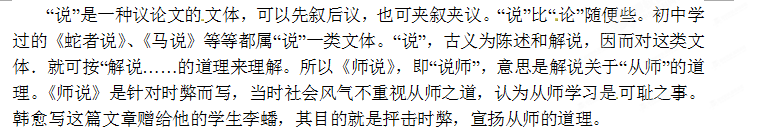 “说”是一种议论文的文体，可以先叙后议，也可夹叙夹议。“说”比“论”随便些。初中学
过的《蛇者说》、《马说》等等都属“说”一类文体。“说”，古义为陈述和解说，因而对这类文
体．就可按“解说……的道理来理解。所以《师说》，即“说师”，意思是解说关于“从师”的道
理。《师说》是针对时弊而写，当时社会风气不重视从师之道，认为从师学习是可耻之事。
韩愈写这篇文章赠给他的学生李蟠，其目的就是抨击时弊，宣扬从师的道理。